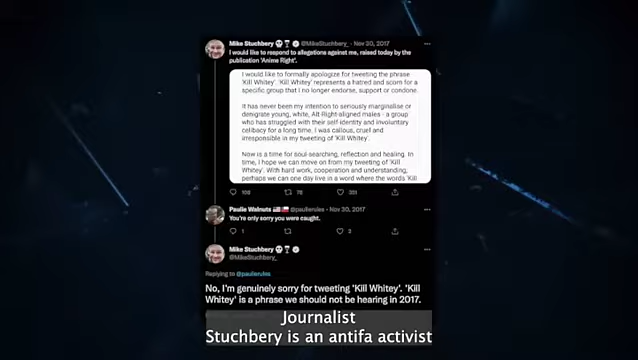 Mike Stuchbery @MikeStuchbery_ · Nov 30, 2017
I would like to respond to allegations against me, raised today by the
publication 'Anime Right'.
I would like to formally apologize for tweeting the phrase
'Kill Whitey'. 'Kill Whitey' represents a hatred and scorn for a
specific group that I no longer endorse, support or condone.
It has never been my intention to seriously marginalise or
denigrate young, white, Alt-Right-aligned males - a group
who has struggled with their self-identity and involuntary
celibacy for a long time. I was callous, cruel and
irresponsible in my tweeting of 'Kill Whitey'.
Now is a time for soul-searching, reflection and healing. In
time, I hope we can move on from my tweeting of 'Kill
Whitey'. With hard work, cooperation and understanding,
perhaps we can one day live in a word where the words 'Kill
108 78 331
Paulie Walnuts @paulierules · Nov 30, 2017
You're only sorry you were caught.
1 3
Mike Stuchbery
@MikeStuchbery_
Replying to @paulierules
No, I'm genuinely sorry for tweeting 'Kill Whitey'. 'Kill
Whitey' is a phrase we should not be hearing in 2017.
Journalist
Stuchbery is an antifa activist